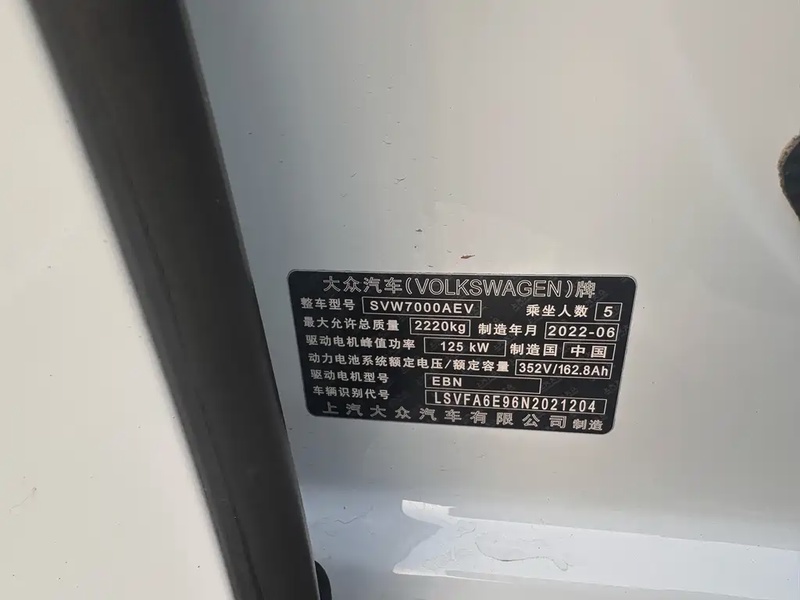 大众汽车(VOLKSWAGEN)牌
整车型号 SVW7000AEV 乘坐人数 5
最大允许总质量 2220kg 制造年月 2022-06
驱动电机峰值功率 125 kW 制造国 中国
动力电池系统额定电压/额定容量 352V/162.8Ah
驱动电机型号 EBN
车辆识别代号 LSVFA6E96N2021204
上汽大众汽车有限公司 制造